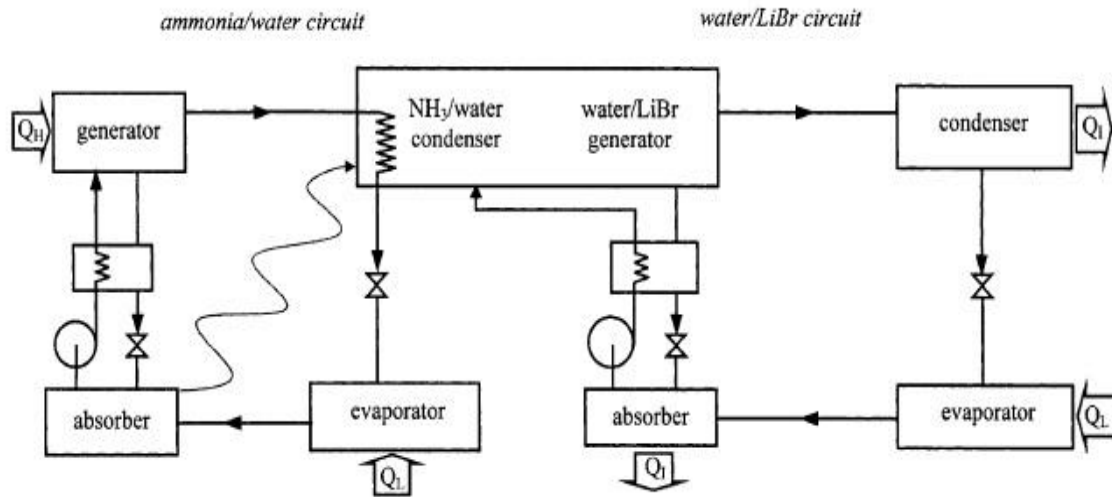 ammonia/water circuit
water/LiBr circuit
Q_H
generator
NH₃/water
condenser
water/LiBr
generator
condenser
Q_I
absorber
evaporator
Q_L
absorber
Q_I
evaporator
Q_L